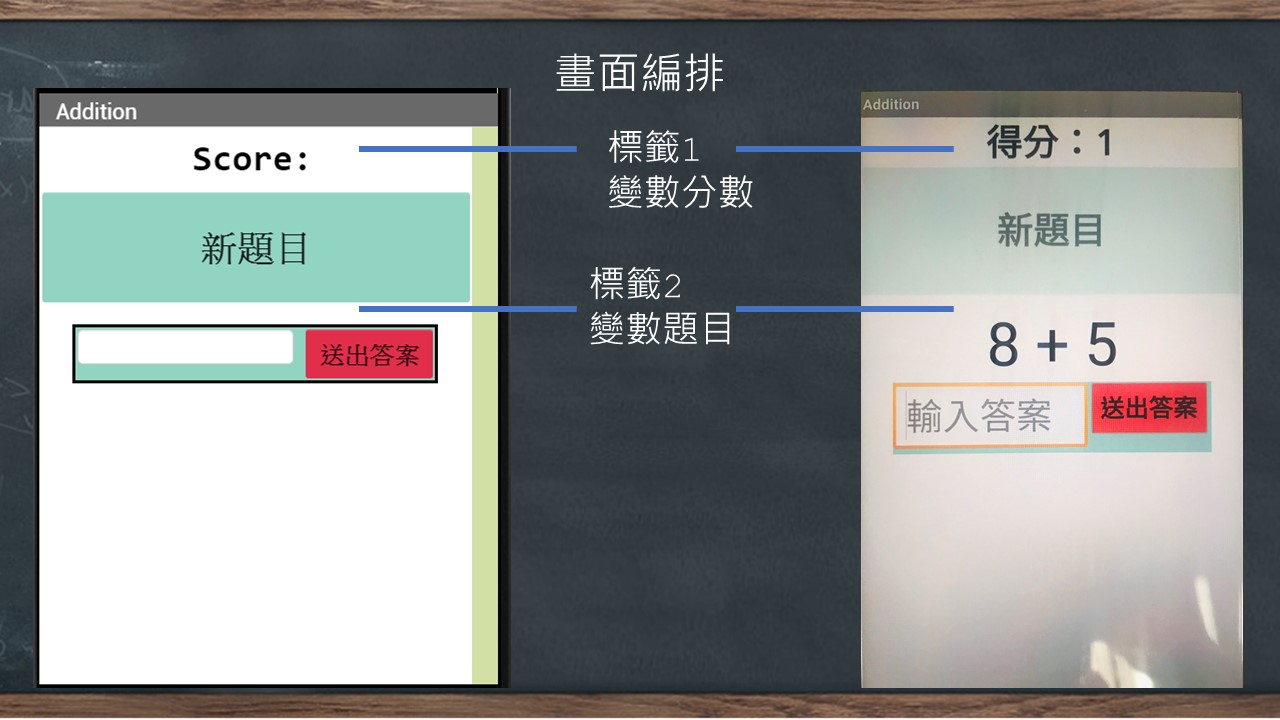 畫面編排
Addition
Score:
新題目
送出答案
標籤1
變數分數
標籤2
變數題目
Addition
得分：1
新題目
8 + 5
輸入答案
送出答案